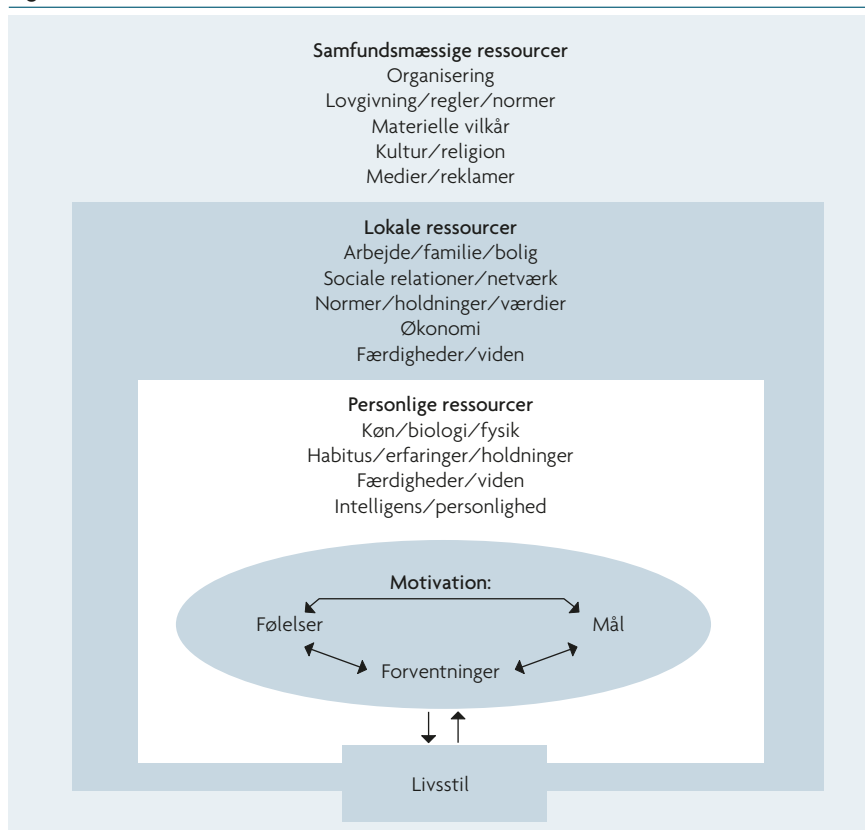 Samfundsmæssige ressourcer
Organisering
Lovgivning/regler/normer
Materielle vilkår
Kultur/religion
Medier/reklamer
Lokale ressourcer
Arbejde/familie/bolig
Sociale relationer/netværk
Normer/holdninger/værdier
Økonomi
Færdigheder/viden
Personlige ressourcer
Køn/biologi/fysik
Habitus/erfaringer/holdninger
Færdigheder/viden
Intelligens/personlighed
Motivation:
Følelser
Mål
Forventninger
Livsstil